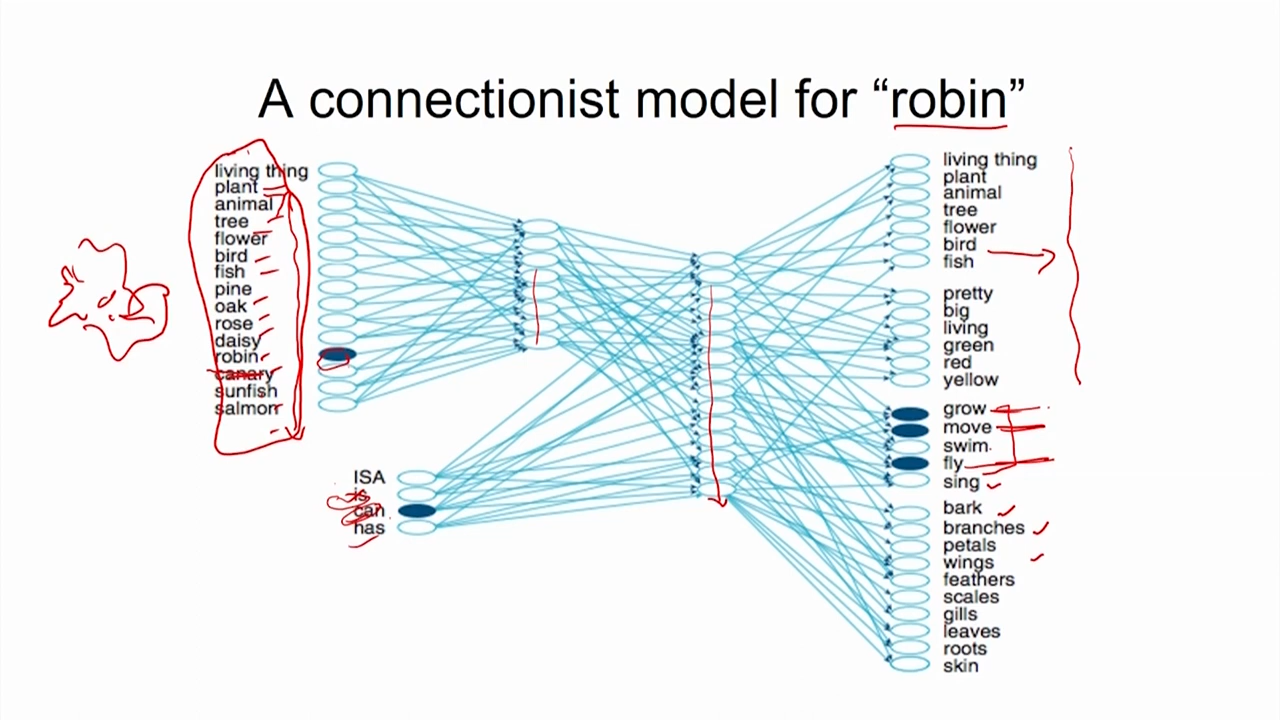 A connectionist model for “robin”
living thing
plant
animal
tree
flower
bird
fish
pine
oak
rose
daisy
robin
canary
sunfish
salmon
ISA
is
can
has
living thing
plant
animal
tree
flower
bird
fish
pretty
big
living
green
red
yellow
grow
move
swim
fly
sing
bark
branches
petals
wings
feathers
scales
gills
leaves
roots
skin